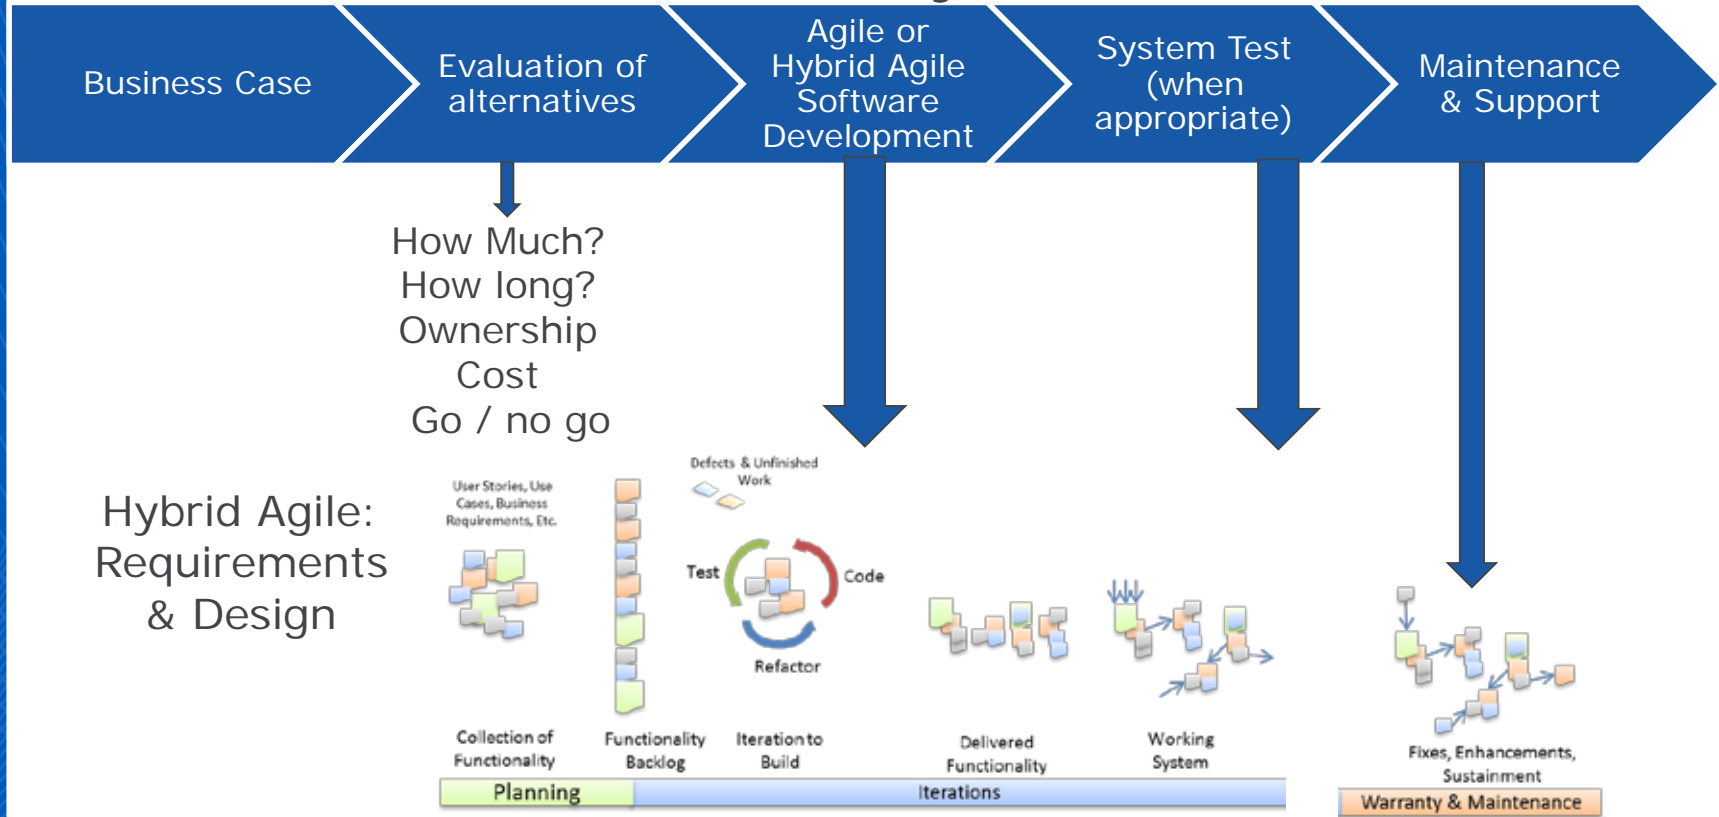 Business Case
Evaluation of
alternatives
Agile or
Hybrid Agile
Software
Development
System Test
(when
appropriate)
Maintenance
& Support
How Much?
How long?
Ownership
Cost
Go / no go
Hybrid Agile:
Requirements
& Design
User Stories, Use
Cases, Business
Requirements, Etc.
Defects & Unfinished
Work
Test
Code
Refactor
Collection of
Functionality
Functionality
Backlog
Iteration to
Build
Delivered
Functionality
Working
System
Fixes, Enhancements,
Sustainment
Planning
Iterations
Warranty & Maintenance